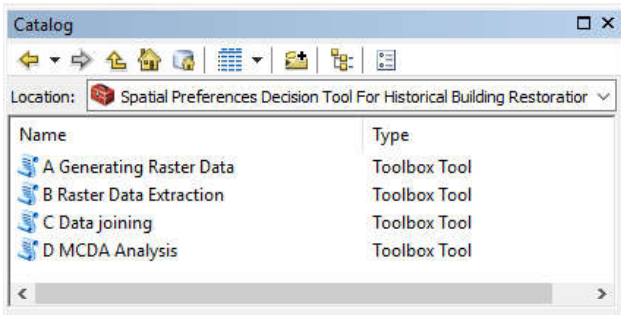 Catalog
Location: Spatial Preferences Decision Tool For Historical Building Restoration
Name Type
A Generating Raster Data Toolbox Tool
B Raster Data Extraction Toolbox Tool
C Data joining Toolbox Tool
D MCDA Analysis Toolbox Tool